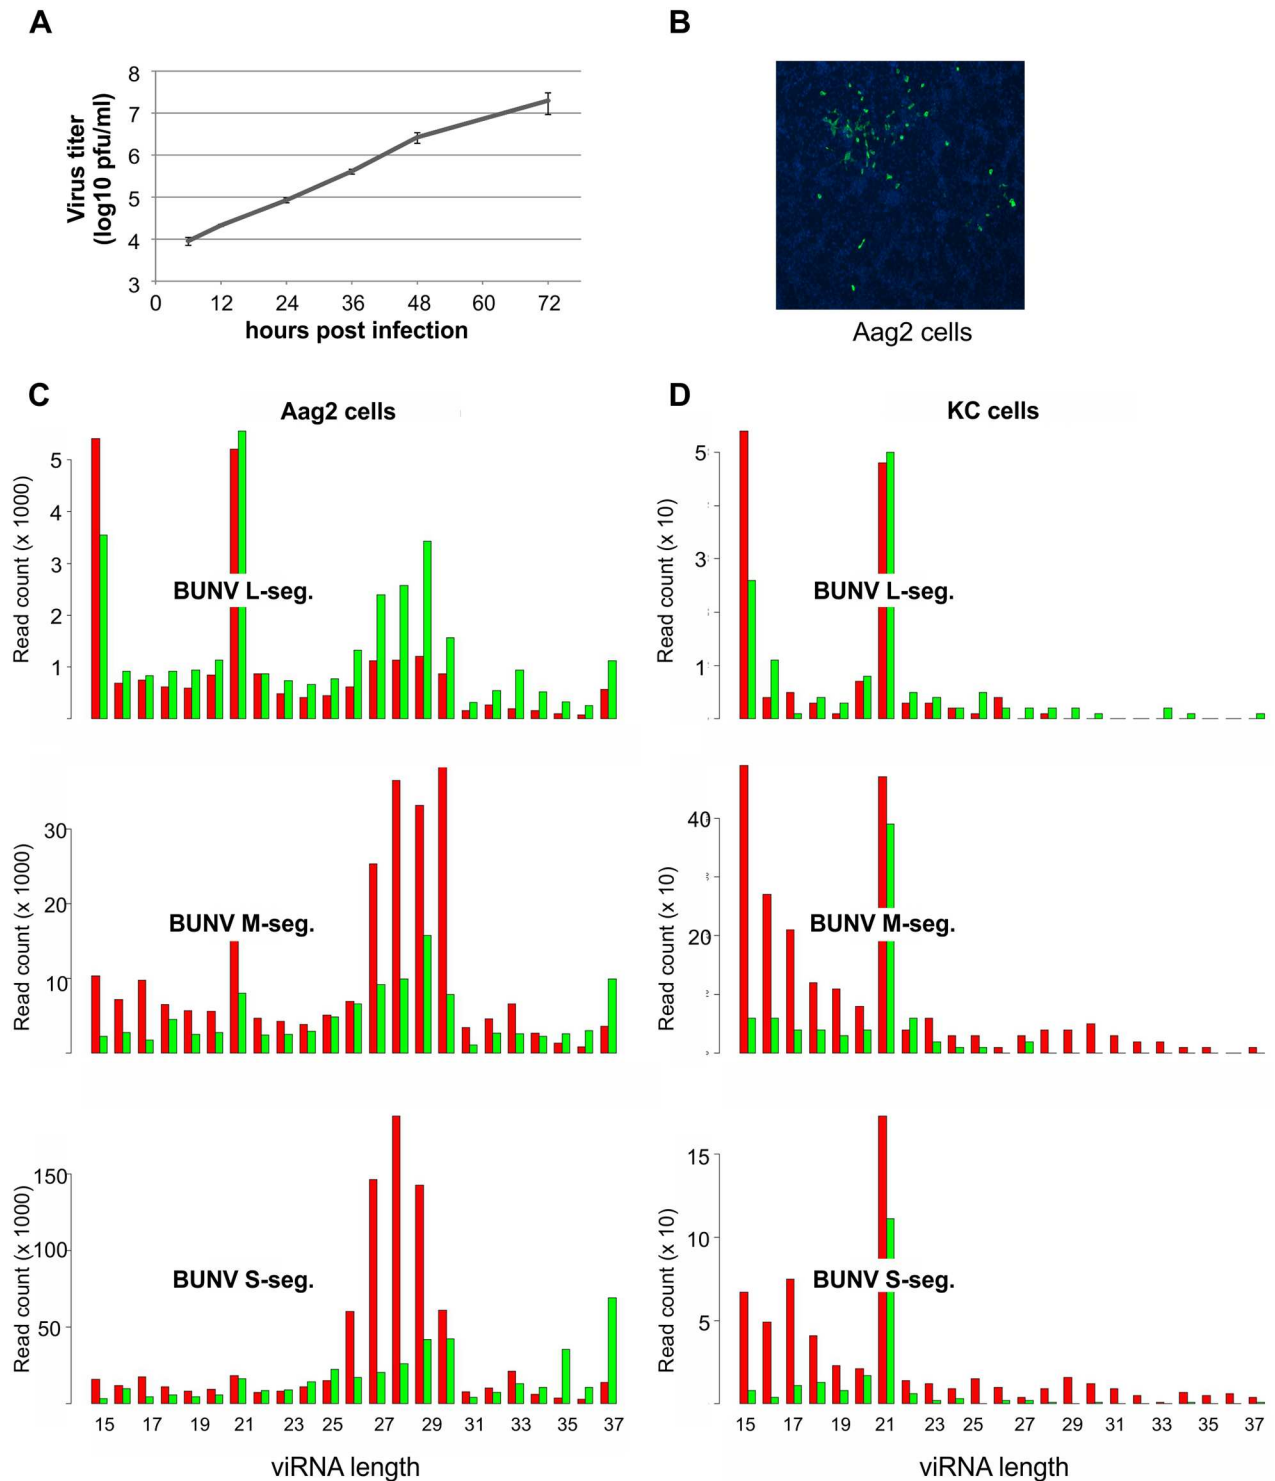 A
Virus titer
(log10 pfu/ml)
8
7
6
5
4
3
0 12 24 36 48 60 72
hours post infection
B
Aag2 cells
C
Aag2 cells
Read count (x 1000)
5
4
3
2
1
BUNV L-seg.
Read count (x 1000)
30
20
10
BUNV M-seg.
Read count (x 1000)
150
100
50
BUNV S-seg.
15 17 19 21 23 25 27 29 31 33 35 37
viRNA length
D
KC cells
Read count (x 10)
5
3
1
BUNV L-seg.
Read count (x 10)
40
20
BUNV M-seg.
Read count (x 10)
15
10
5
BUNV S-seg.
15 17 19 21 23 25 27 29 31 33 35 37
viRNA length